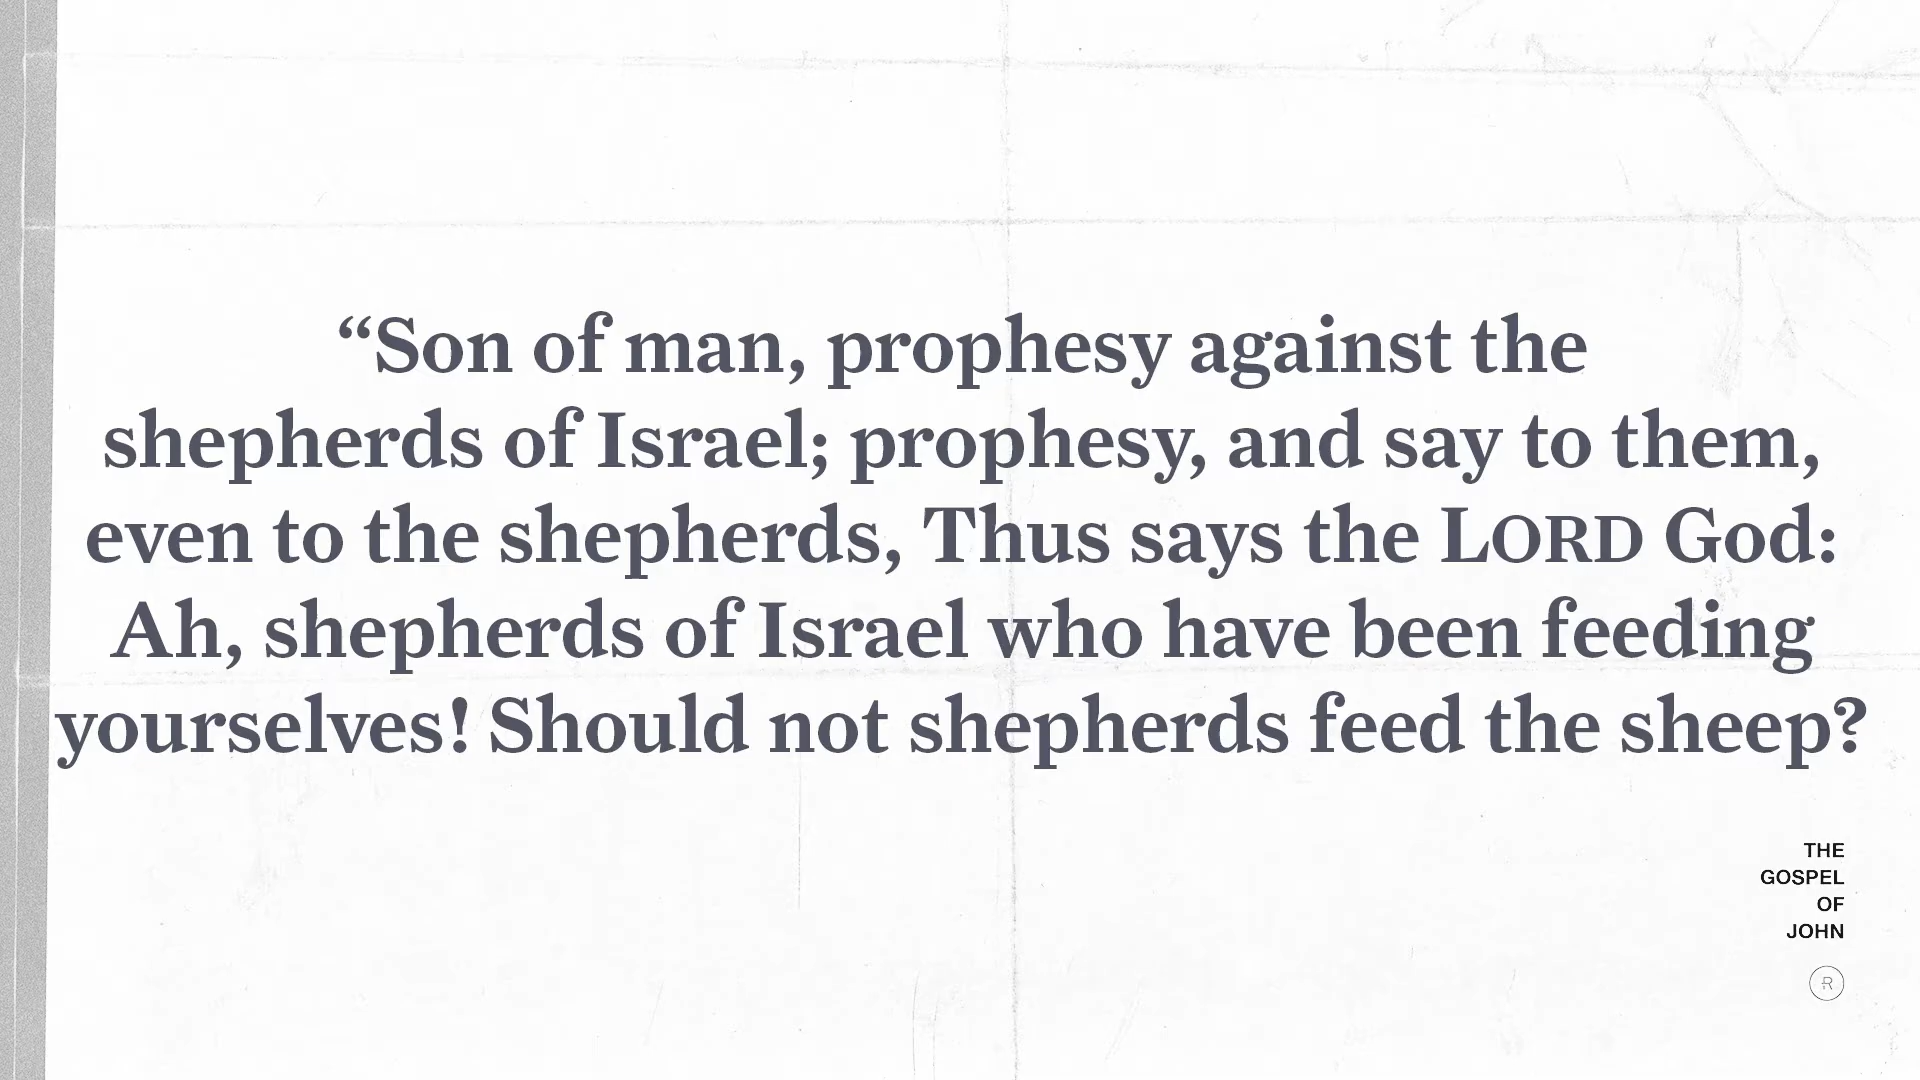 “Son of man, prophesy against the
shepherds of Israel; prophesy, and say to them,
even to the shepherds, Thus says the LORD God:
Ah, shepherds of Israel who have been feeding
yourselves! Should not shepherds feed the sheep?
THE
GOSPEL
OF
JOHN
R